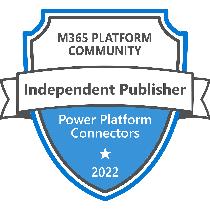 M365 PLATFORM
COMMUNITY
Independent Publisher
Power Platform
Connectors
2022